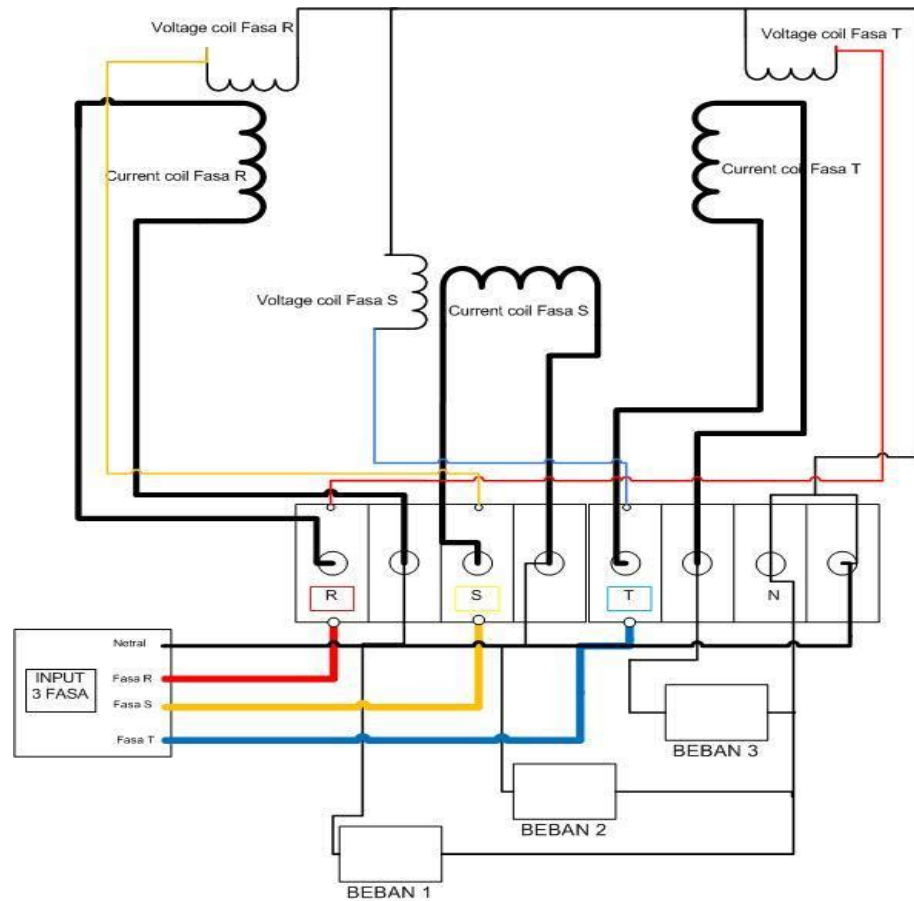 Voltage coil Fasa R
Voltage coil Fasa T
Current coil Fasa R
Current coil Fasa T
Voltage coil Fasa S
Current coil Fasa S
R
S
T
N
INPUT
3 FASA
Netral
Fasa R
Fasa S
Fasa T
BEBAN 3
BEBAN 2
BEBAN 1